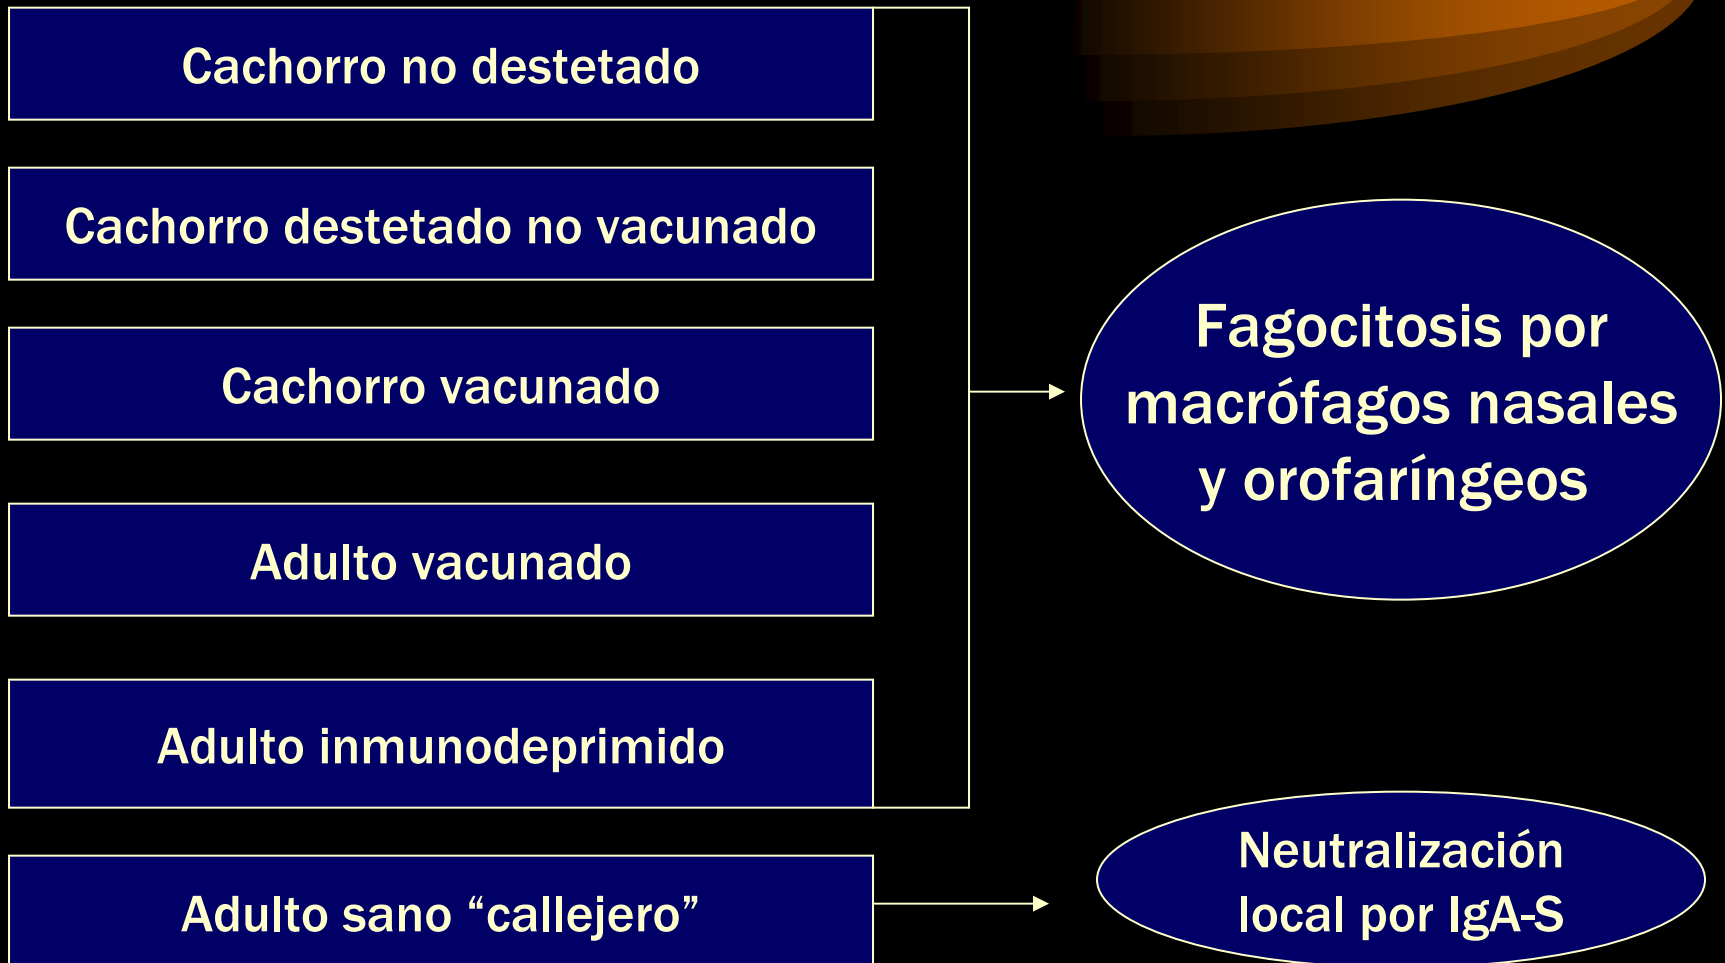 Cachorro no destetado
Cachorro destetado no vacunado
Cachorro vacunado
Adulto vacunado
Adulto inmunodeprimido
Adulto sano “callejero”
Fagocitosis por
macrófagos nasales
y orofaríngeos
Neutralización
local por IgA-S